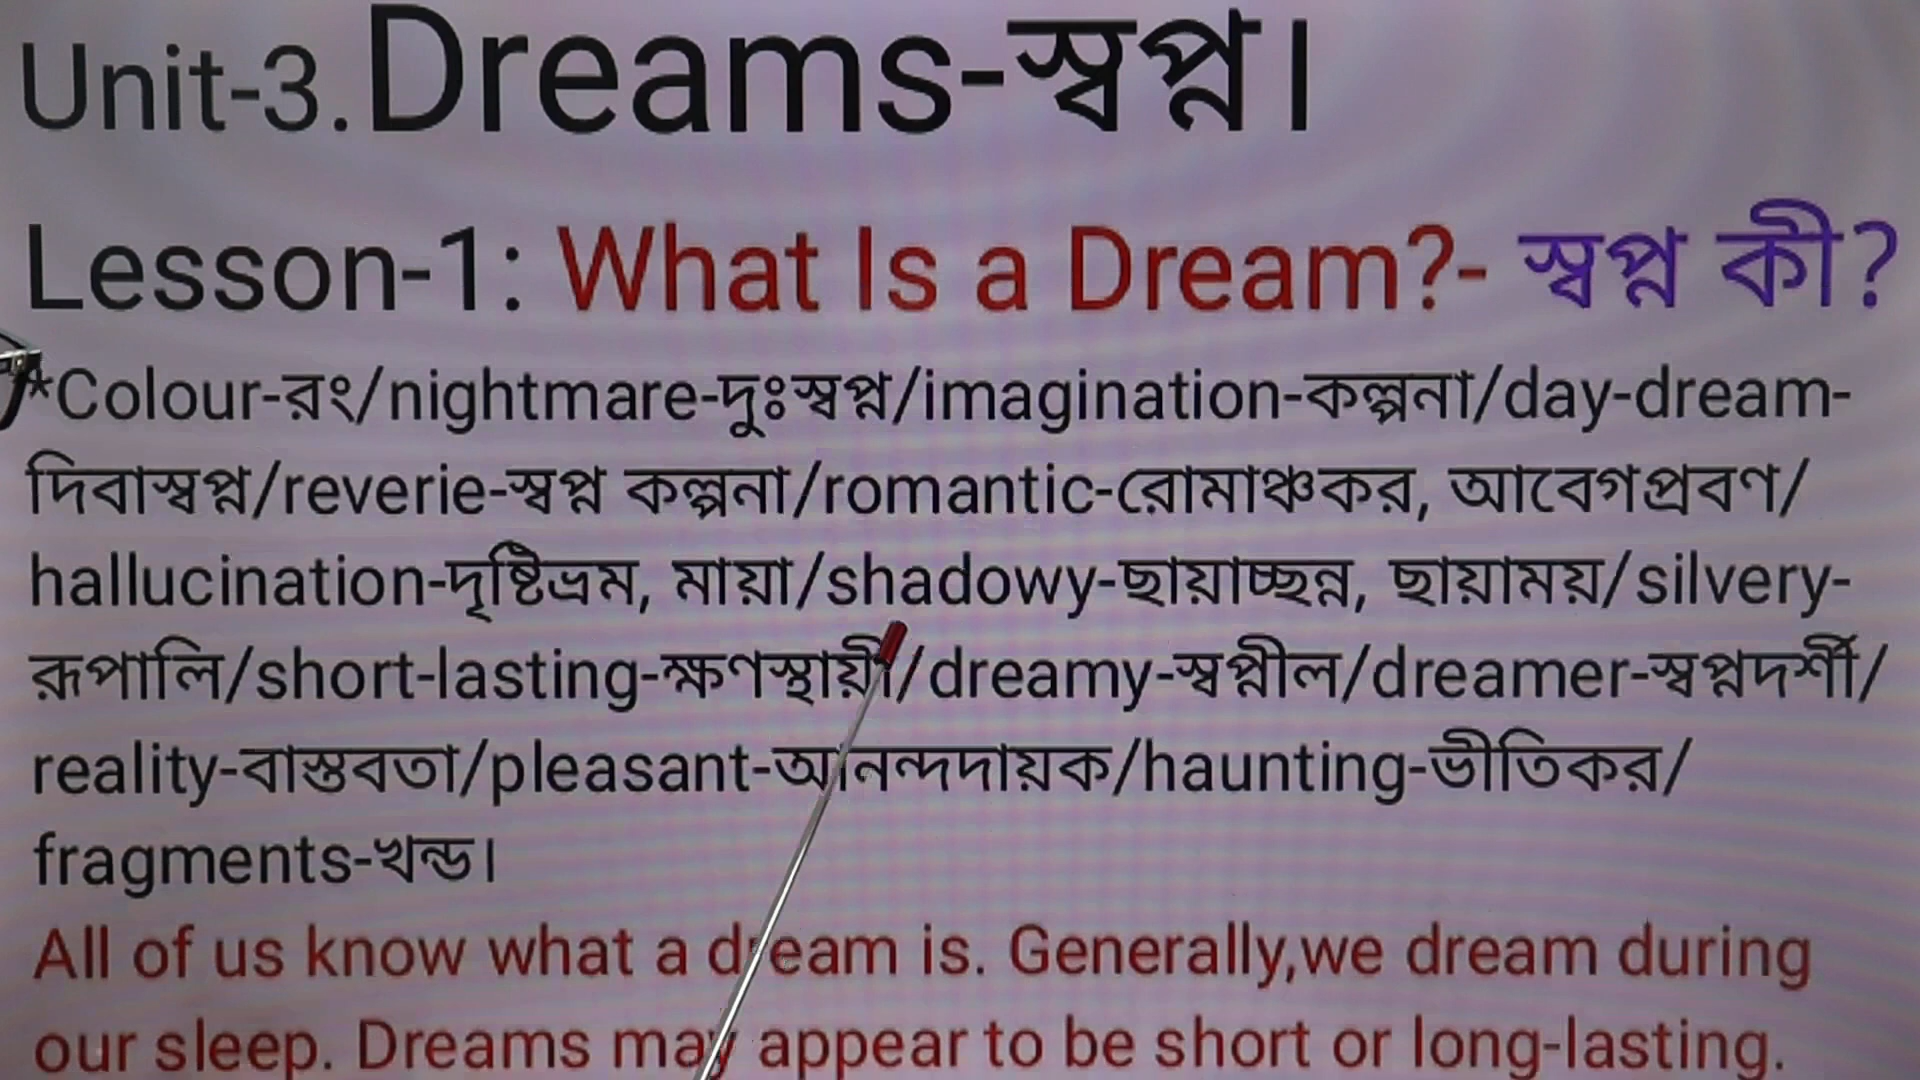 Unit-3.Dreams-স্বপ্ন।
Lesson-1: What Is a Dream?- স্বপ্ন কী?
*Colour-রং/nightmare-দুঃস্বপ্ন/imagination-কল্পনা/day-dream-
দিবাস্বপ্ন/reverie-স্বপ্ন কল্পনা/romantic-রোমাঞ্চকর, আবেগপ্রবণ/
hallucination-দৃষ্টিভ্রম, মায়া/shadowy-ছায়াচ্ছন্ন, ছায়াময়/silvery-
রূপালি/short-lasting-ক্ষণস্থায়ী/dreamy-স্বপ্নীল/dreamer-স্বপ্নদর্শী/
reality-বাস্তবতা/pleasant-আনন্দদায়ক/haunting-ভীতিকর/
fragments-খন্ড।
All of us know what a dream is. Generally,we dream during
our sleep. Dreams may appear to be short or long-lasting.